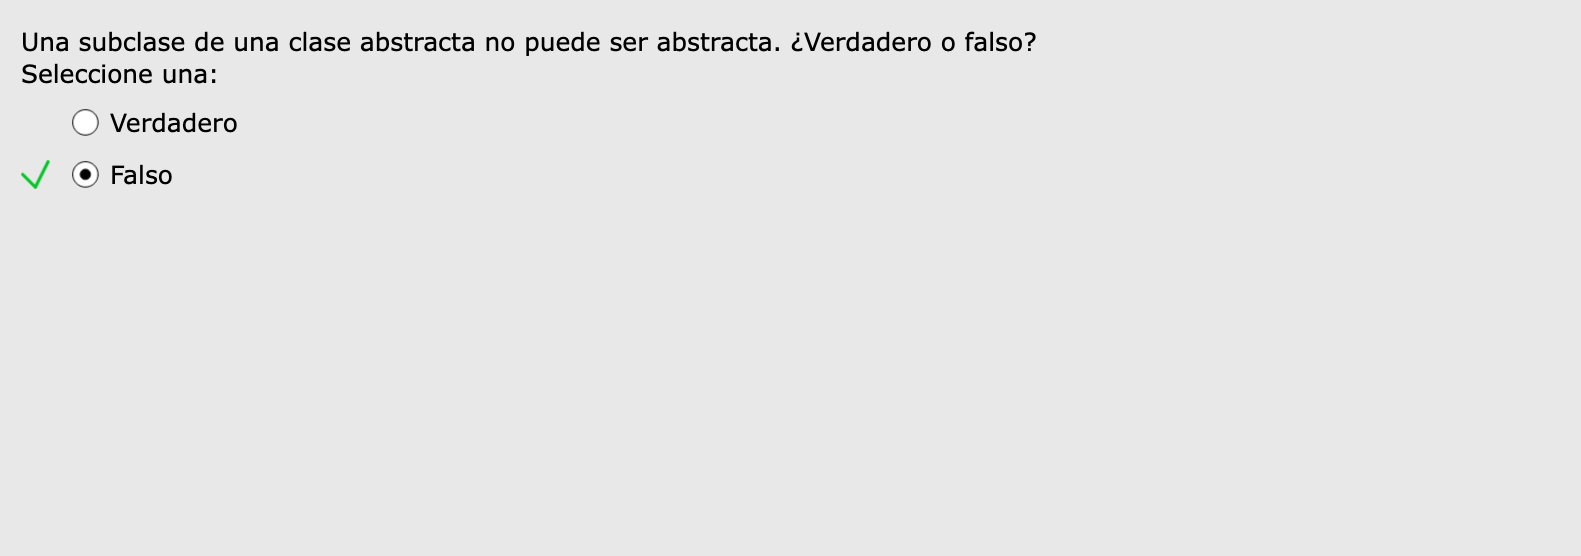 Una subclase de una clase abstracta no puede ser abstracta. ¿Verdadero o falso?
Seleccione una:
Verdadero
Falso